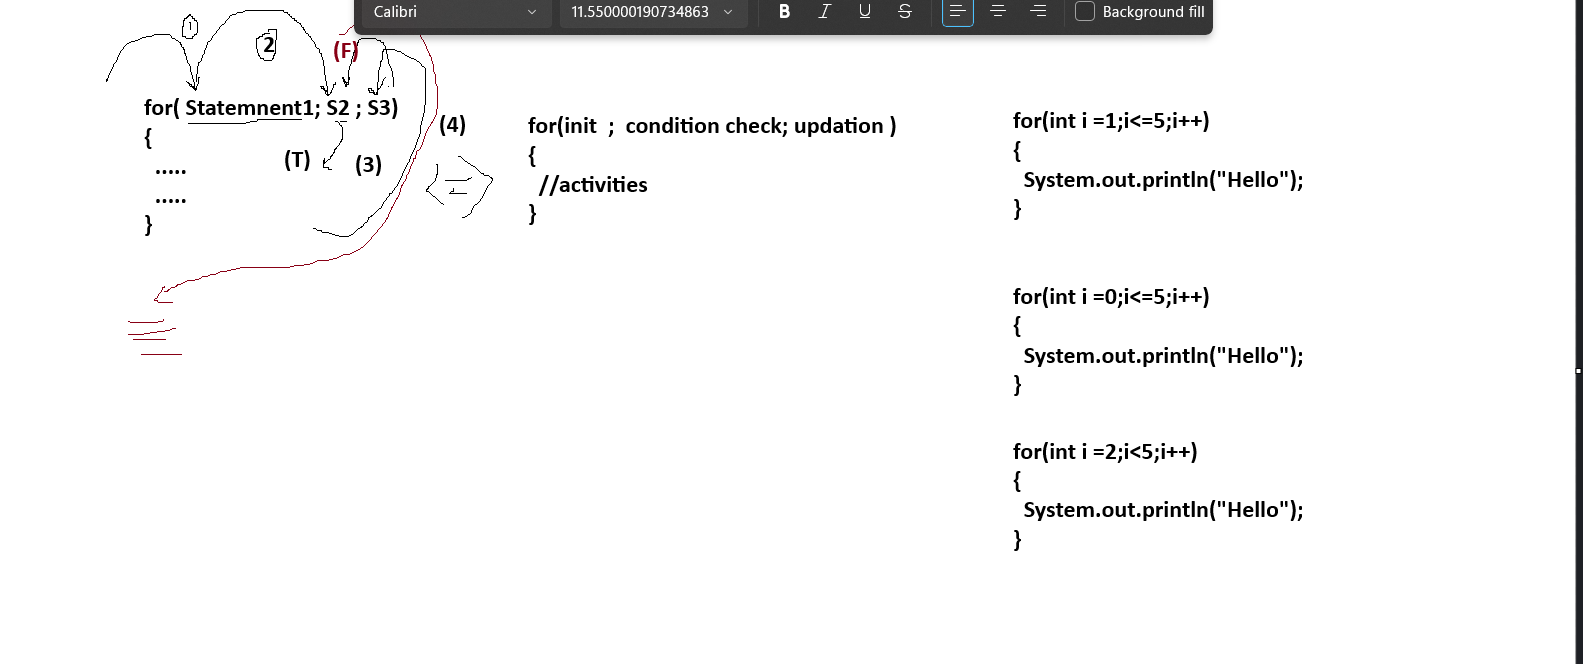 Calibri
11.550000190734863
B I U S
Background fill
1
2
(F)
for( Statemnent1; S2 ; S3)
{
.....
.....
}
(T)
(3)
(4)
for(init ; condition check; updation )
{
//activities
}
for(int i =1;i<=5;i++)
{
System.out.println("Hello");
}
for(int i =0;i<=5;i++)
{
System.out.println("Hello");
}
for(int i =2;i<5;i++)
{
System.out.println("Hello");
}